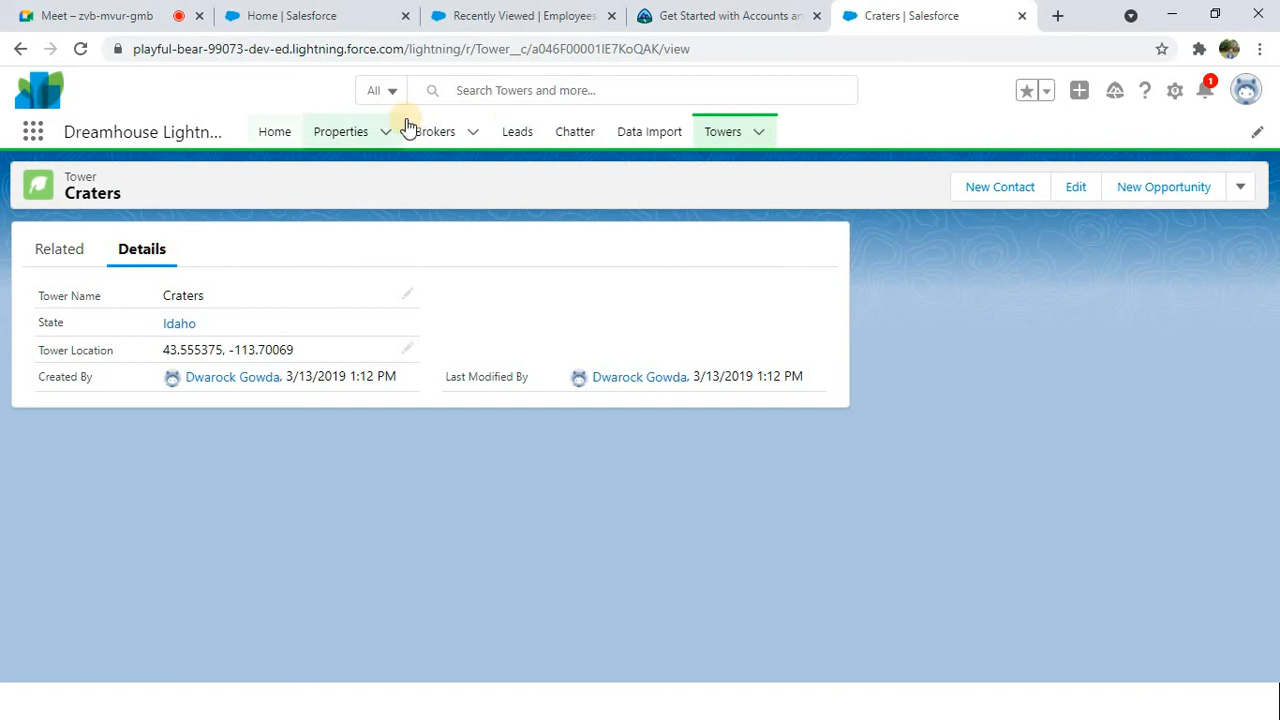 Meet – zvb-mvur-gmb
Home | Salesforce
Recently Viewed | Employees
Get Started with Accounts an
Craters | Salesforce
playful-bear-99073-dev-ed.lightning.force.com/lightning/r/Tower__c/a046F00001IE7KoQAK/view
All
Search Towers and more...
1
Dreamhouse Lightn...
Home
Properties
Brokers
Leads
Chatter
Data Import
Towers
Tower
Craters
New Contact
Edit
New Opportunity
Related
Details
Tower Name
Craters
State
Idaho
Tower Location
43.555375, -113.70069
Created By
Dwarock Gowda, 3/13/2019 1:12 PM
Last Modified By
Dwarock Gowda, 3/13/2019 1:12 PM